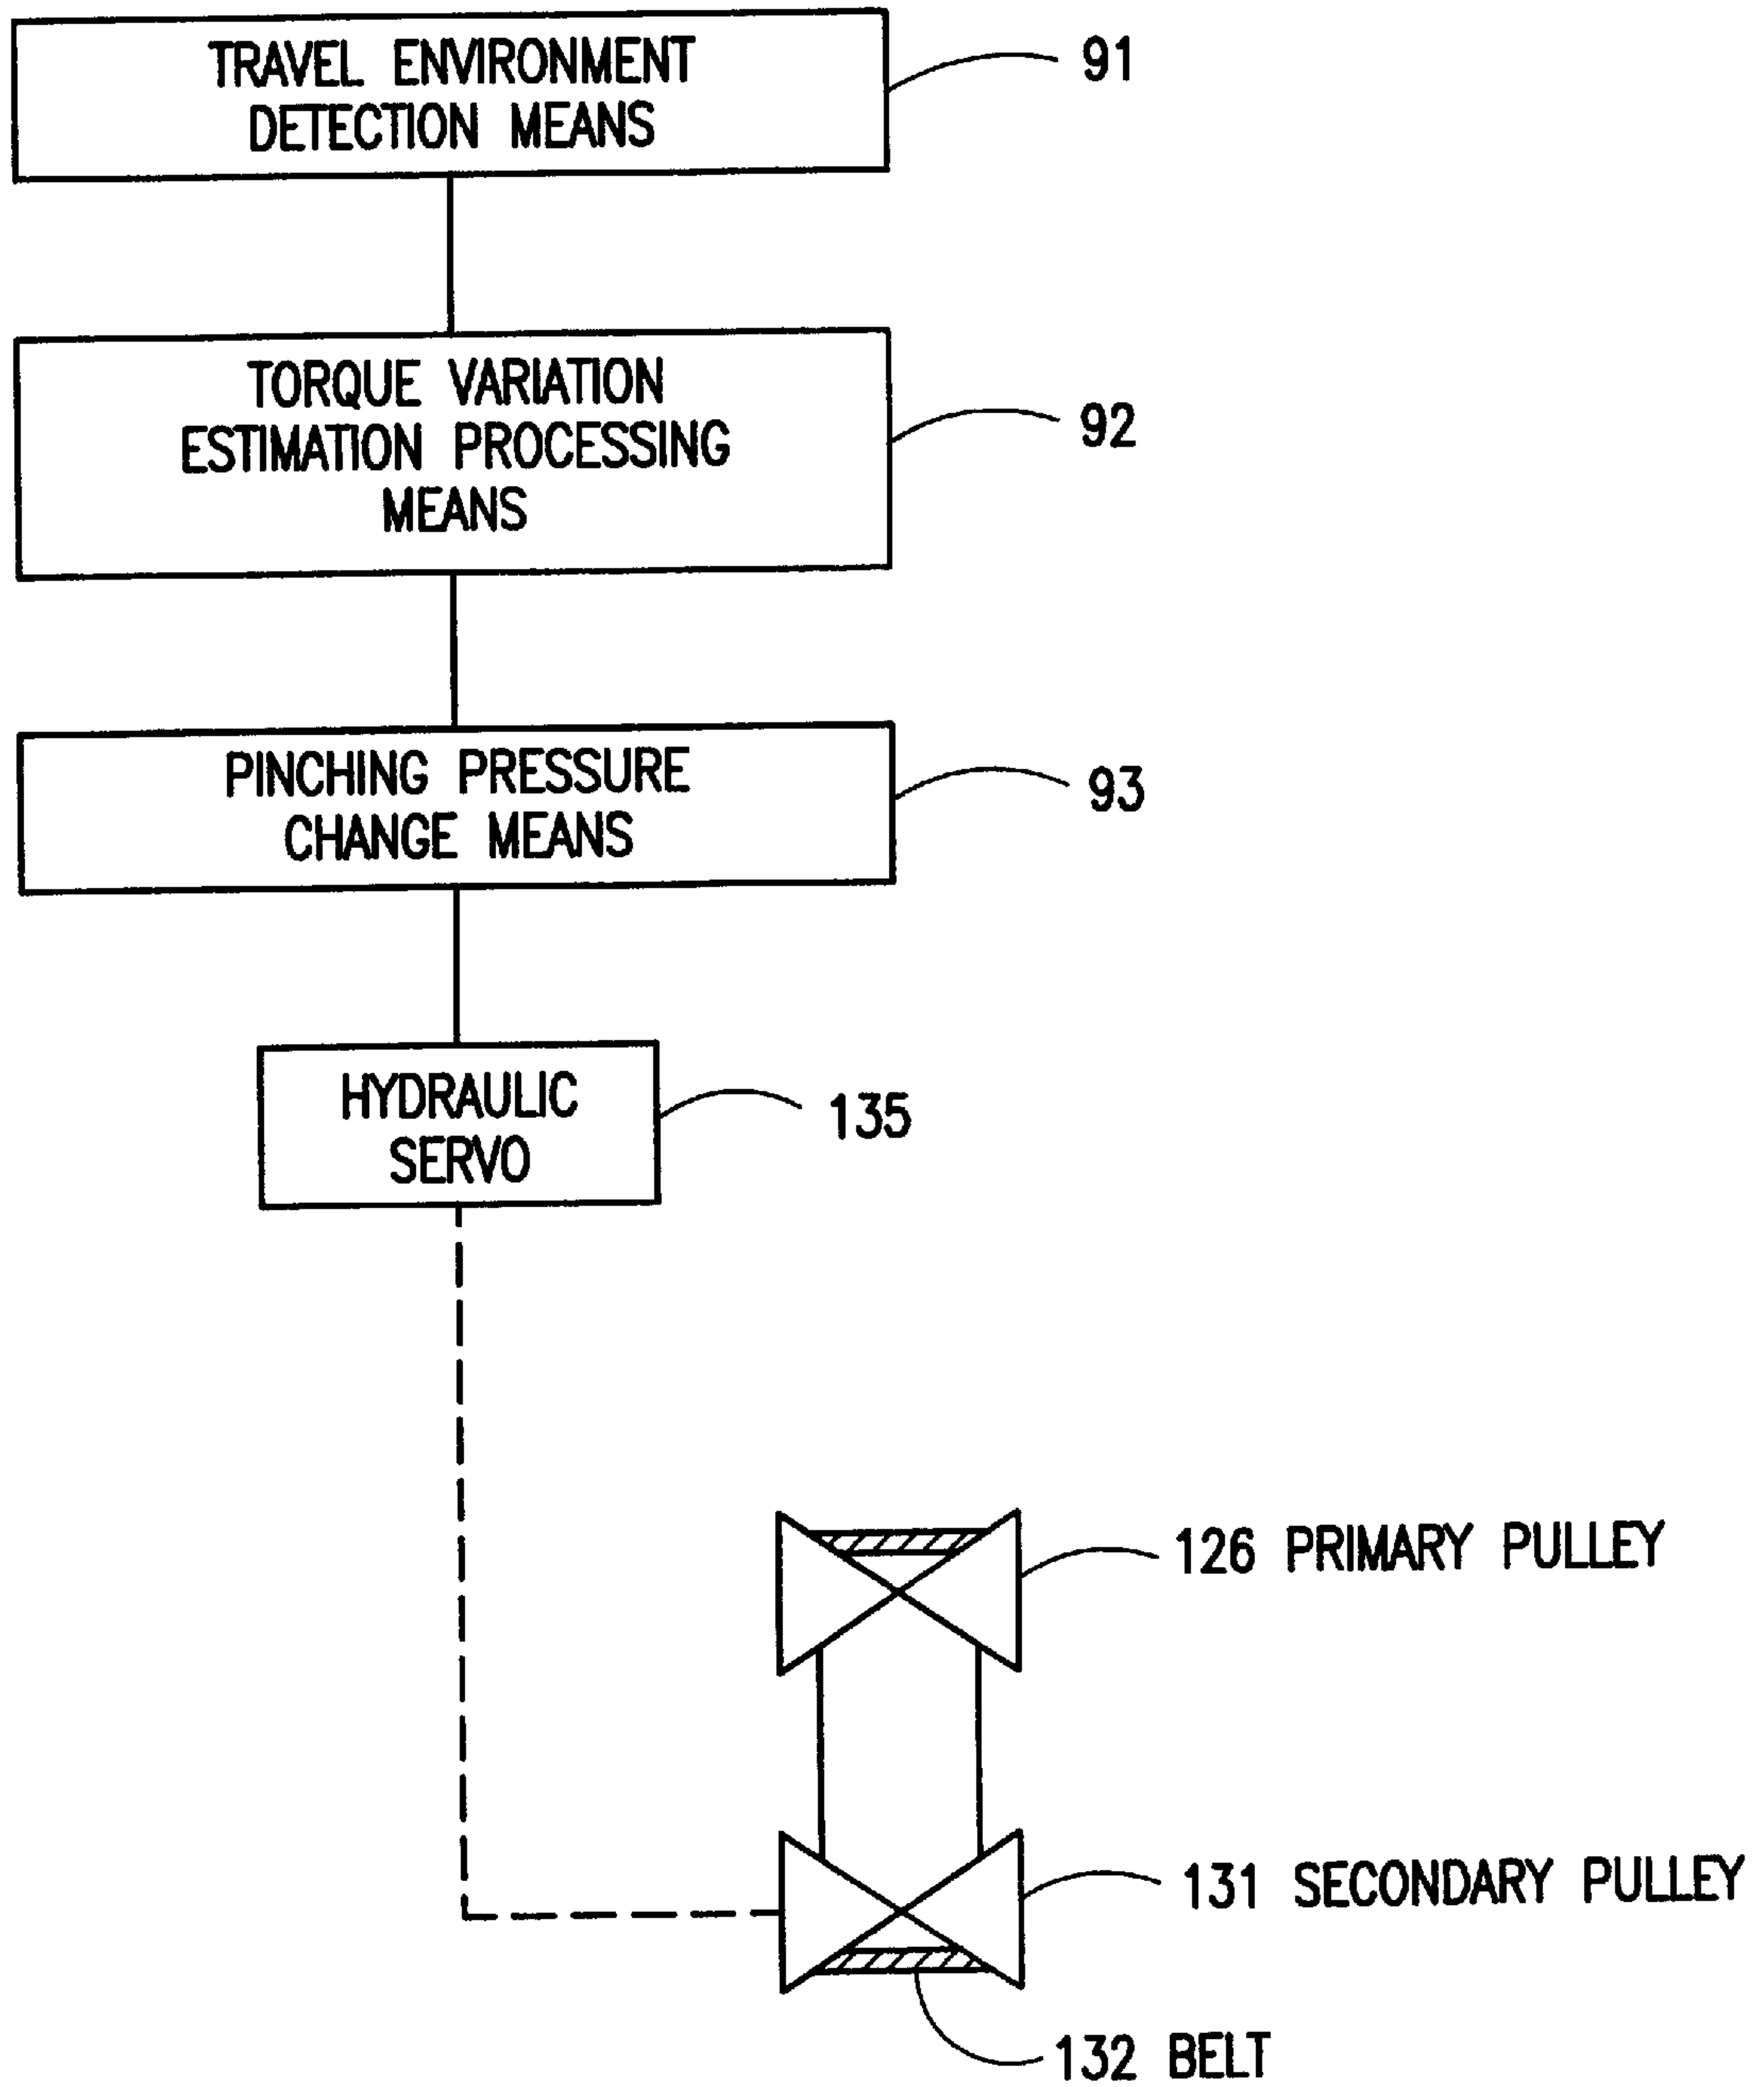 TRAVEL ENVIRONMENT
DETECTION MEANS
91
TORQUE VARIATION
ESTIMATION PROCESSING
MEANS
92
PINCHING PRESSURE
CHANGE MEANS
93
HYDRAULIC
SERVO
135
126 PRIMARY PULLEY
131 SECONDARY PULLEY
132 BELT